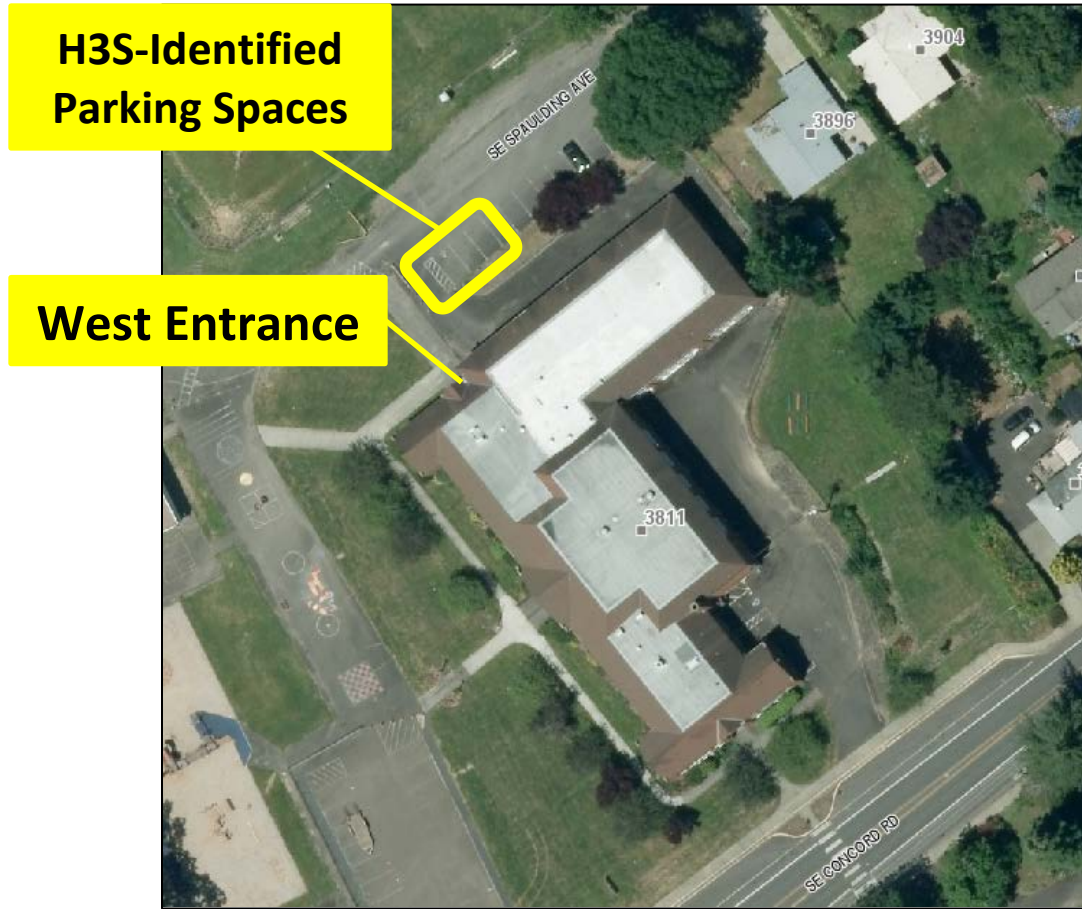 H3S-Identified
Parking Spaces
3904
SE SPAULDING AVE
3896
West Entrance
3811
SE CONCORD RD